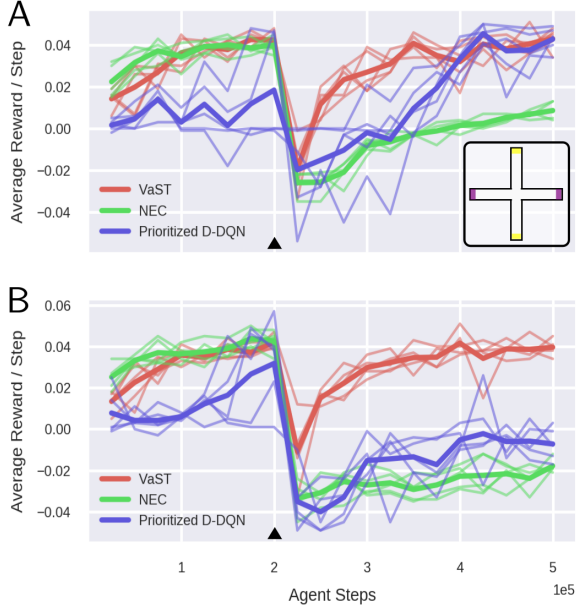 A
Average Reward / Step
0.04
0.02
0.00
−0.02
−0.04
VaST
NEC
Prioritized D-DQN
B
Average Reward / Step
0.06
0.04
0.02
0.00
−0.02
−0.04
VaST
NEC
Prioritized D-DQN
1 2 3 4 5
Agent Steps
1e5